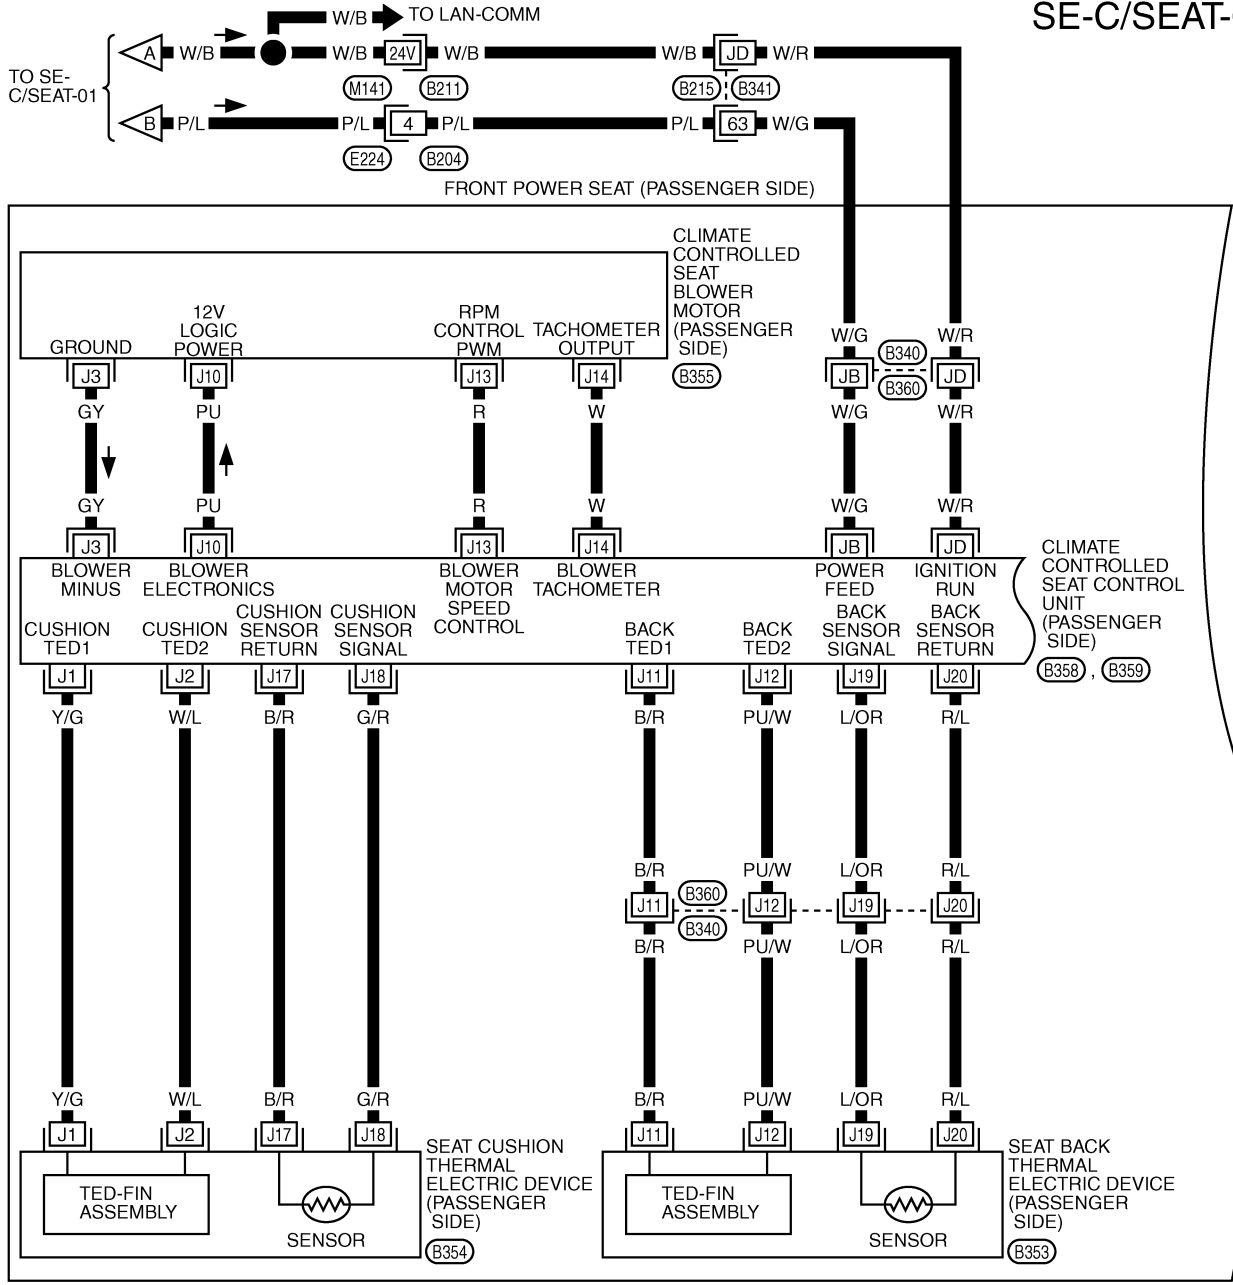 SE-C/SEAT-
W/B TO LAN-COMM
A W/B W/B 24V W/B W/B JD W/R
TO SE-
C/SEAT-01
M141 B211 B215 B341
B P/L P/L 4 P/L P/L 63 W/G
E224 B204
FRONT POWER SEAT (PASSENGER SIDE)
CLIMATE
CONTROLLED
SEAT
BLOWER
MOTOR
(PASSENGER
SIDE)
B355
GROUND
12V
LOGIC
POWER
RPM
CONTROL
PWM
TACHOMETER
OUTPUT
W/G B340 W/R
J3 J10 J13 J14 JB B360 JD
GY PU R W W/G W/R
GY PU R W W/G W/R
J3 J10 J13 J14 JB JD
BLOWER
MINUS
BLOWER
ELECTRONICS
BLOWER
MOTOR
SPEED
CONTROL
BLOWER
TACHOMETER
POWER
FEED
IGNITION
RUN
CLIMATE
CONTROLLED
SEAT CONTROL
UNIT
(PASSENGER
SIDE)
B358 , B359
CUSHION
TED1
CUSHION
TED2
CUSHION
SENSOR
RETURN
CUSHION
SENSOR
SIGNAL
BACK
TED1
BACK
TED2
BACK
SENSOR
SIGNAL
BACK
SENSOR
RETURN
J1 J2 J17 J18 J11 J12 J19 J20
Y/G W/L B/R G/R B/R PU/W L/OR R/L
B/R PU/W L/OR R/L
J11 B360 J12 J19 J20
B340
B/R PU/W L/OR R/L
Y/G W/L B/R G/R B/R PU/W L/OR R/L
J1 J2 J17 J18 J11 J12 J19 J20
TED-FIN
ASSEMBLY
SENSOR
SEAT CUSHION
THERMAL
ELECTRIC DEVICE
(PASSENGER
SIDE)
B354
TED-FIN
ASSEMBLY
SENSOR
SEAT BACK
THERMAL
ELECTRIC DEVICE
(PASSENGER
SIDE)
B353